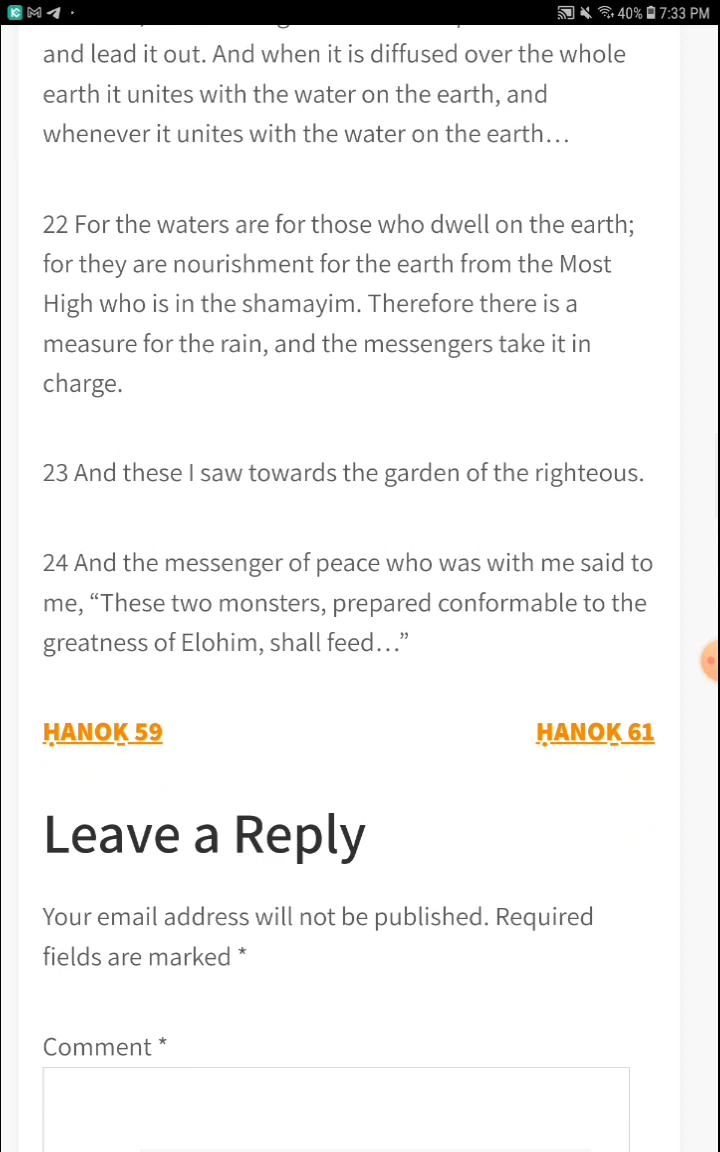 40% 7:33 PM
and lead it out. And when it is diffused over the whole
earth it unites with the water on the earth, and
whenever it unites with the water on the earth…
22 For the waters are for those who dwell on the earth;
for they are nourishment for the earth from the Most
High who is in the shamayim. Therefore there is a
measure for the rain, and the messengers take it in
charge.
23 And these I saw towards the garden of the righteous.
24 And the messenger of peace who was with me said to
me, “These two monsters, prepared conformable to the
greatness of Elohim, shall feed…”
ḤANOḴ 59
ḤANOḴ 61
Leave a Reply
Your email address will not be published. Required
fields are marked *
Comment *